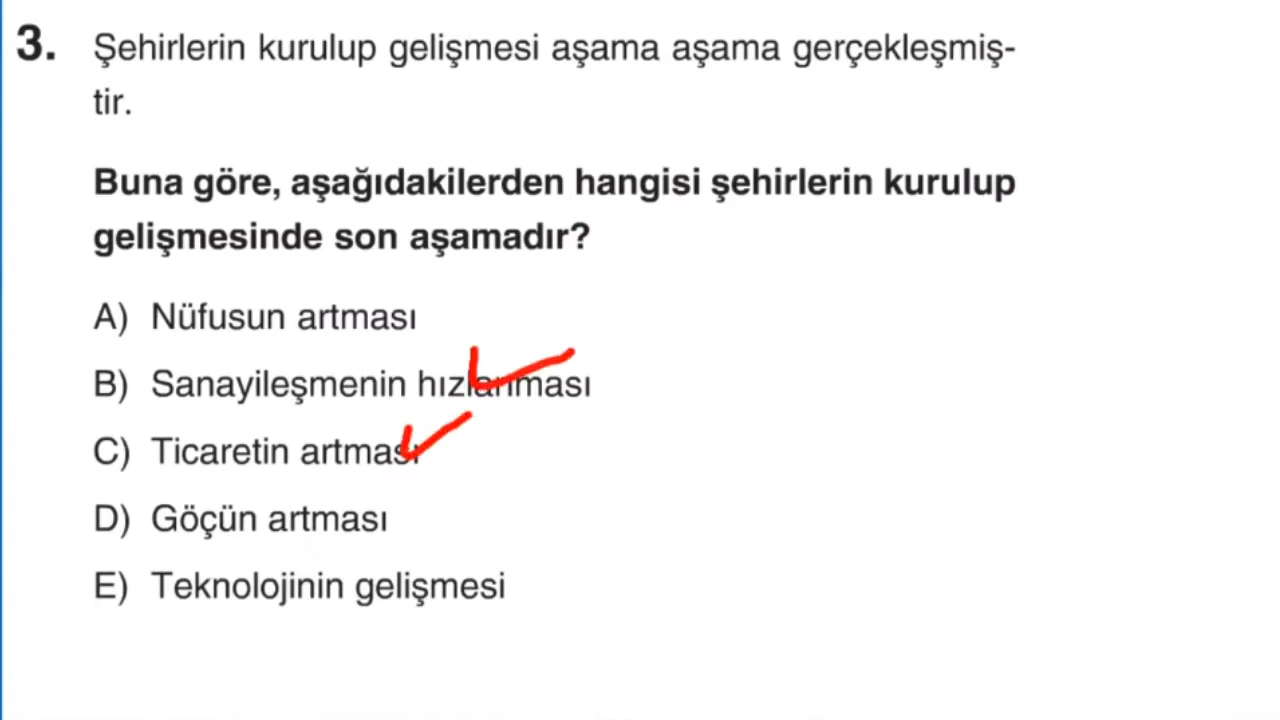 3. Şehirlerin kurulup gelişmesi aşama aşama gerçekleşmiş-
tir.
Buna göre, aşağıdakilerden hangisi şehirlerin kurulup
gelişmesinde son aşamadır?
A) Nüfusun artması
B) Sanayileşmenin hızlanması
C) Ticaretin artması
D) Göçün artması
E) Teknolojinin gelişmesi